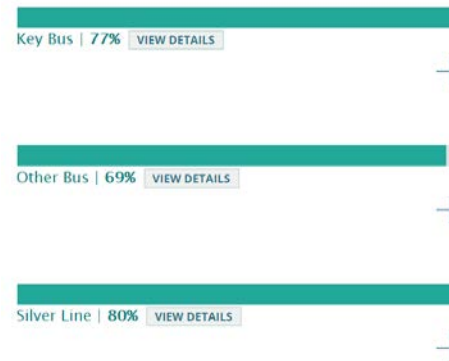 Key Bus | 77% VIEW DETAILS
Other Bus | 69% VIEW DETAILS
Silver Line | 80% VIEW DETAILS